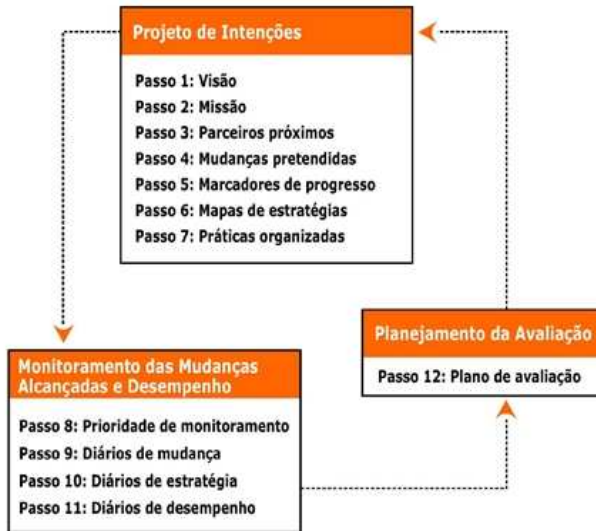 Projeto de Intenções
Passo 1: Visão
Passo 2: Missão
Passo 3: Parceiros próximos
Passo 4: Mudanças pretendidas
Passo 5: Marcadores de progresso
Passo 6: Mapas de estratégias
Passo 7: Práticas organizadas
Monitoramento das Mudanças
Alcançadas e Desempenho
Passo 8: Prioridade de monitoramento
Passo 9: Diários de mudança
Passo 10: Diários de estratégia
Passo 11: Diários de desempenho
Planejamento da Avaliação
Passo 12: Plano de avaliação